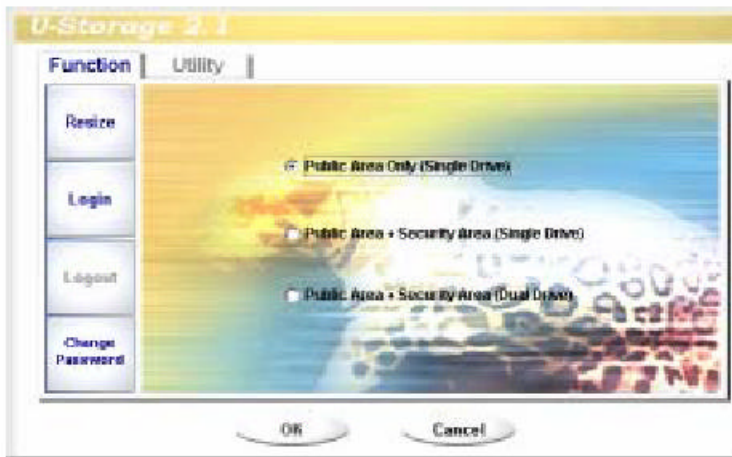 U-Storage 2.1
Function Utility
Resize
Public Area Only (Single Drive)
Login
Public Area + Security Area (Single Drive)
Logout
Public Area + Security Area (Dual Drive)
Change
Password
OK Cancel